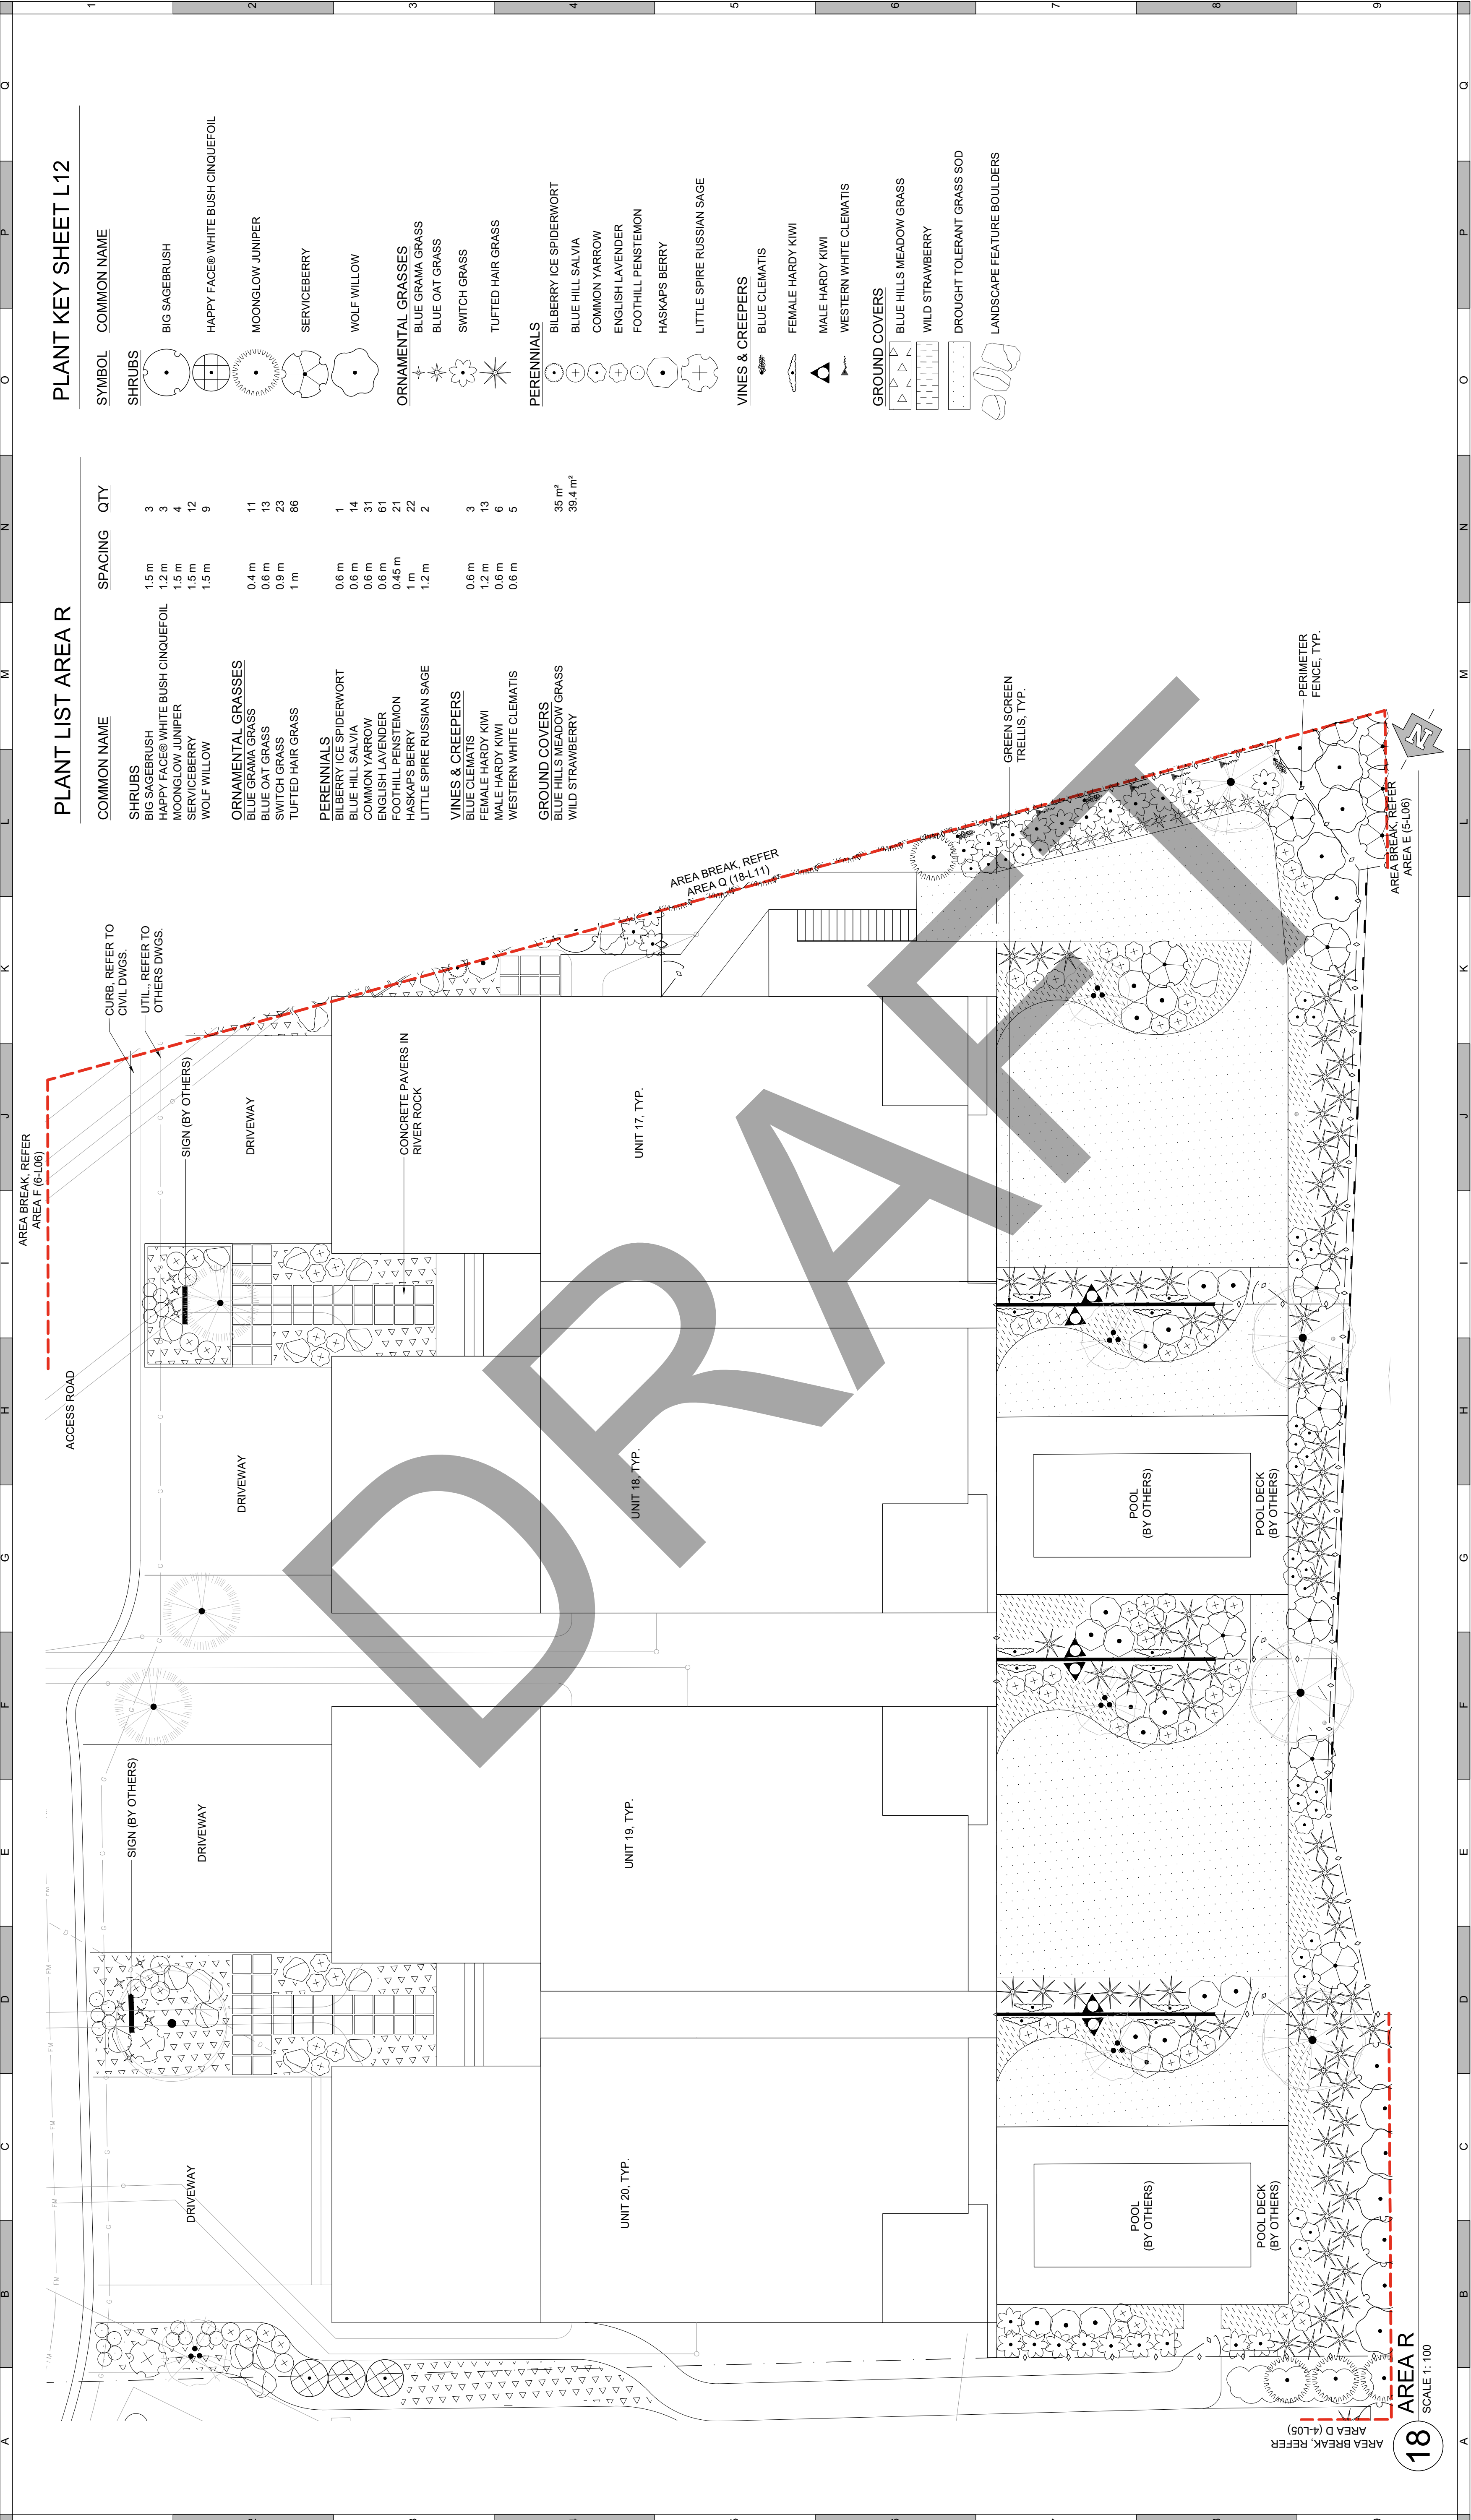 PLANT LIST AREA R
COMMON NAME SPACING QTY
SHRUBS
BIG SAGEBRUSH 1.5 m 3
HAPPY FACE® WHITE BUSH CINQUEFOIL 1.2 m 3
MOONGLOW JUNIPER 1.5 m 4
SERVICEBERRY 1.5 m 12
WOLF WILLOW 1.5 m 9
ORNAMENTAL GRASSES
BLUE GRAMA GRASS 0.4 m 11
BLUE OAT GRASS 0.6 m 13
SWITCH GRASS 0.9 m 23
TUFTED HAIR GRASS 1 m 86
PERENNIALS
BILBERRY ICE SPIDERWORT 0.6 m 1
BLUE HILL SALVIA 0.6 m 14
COMMON YARROW 0.6 m 31
ENGLISH LAVENDER 0.6 m 61
FOOTHILL PENSTEMON 0.45 m 21
HASKAPS BERRY 1 m 22
LITTLE SPIRE RUSSIAN SAGE 1.2 m 2
VINES & CREEPERS
BLUE CLEMATIS 0.6 m 3
FEMALE HARDY KIWI 1.2 m 13
MALE HARDY KIWI 0.6 m 6
WESTERN WHITE CLEMATIS 0.6 m 5
GROUND COVERS
BLUE HILLS MEADOW GRASS 35 m²
WILD STRAWBERRY 39.4 m²
PLANT KEY SHEET L12
SYMBOL COMMON NAME
SHRUBS
BIG SAGEBRUSH
HAPPY FACE® WHITE BUSH CINQUEFOIL
MOONGLOW JUNIPER
SERVICEBERRY
WOLF WILLOW
ORNAMENTAL GRASSES
BLUE GRAMA GRASS
BLUE OAT GRASS
SWITCH GRASS
TUFTED HAIR GRASS
PERENNIALS
BILBERRY ICE SPIDERWORT
BLUE HILL SALVIA
COMMON YARROW
ENGLISH LAVENDER
FOOTHILL PENSTEMON
HASKAPS BERRY
LITTLE SPIRE RUSSIAN SAGE
VINES & CREEPERS
BLUE CLEMATIS
FEMALE HARDY KIWI
MALE HARDY KIWI
WESTERN WHITE CLEMATIS
GROUND COVERS
BLUE HILLS MEADOW GRASS
WILD STRAWBERRY
DROUGHT TOLERANT GRASS SOD
LANDSCAPE FEATURE BOULDERS
AREA BREAK, REFER
AREA F (6-L06)
ACCESS ROAD
CURB, REFER TO
CIVIL DWGS.
UTIL., REFER TO
OTHERS DWGS.
SIGN (BY OTHERS)
SIGN (BY OTHERS)
DRIVEWAY
DRIVEWAY
DRIVEWAY
DRIVEWAY
CONCRETE PAVERS IN
RIVER ROCK
UNIT 20, TYP.
UNIT 19, TYP.
UNIT 18, TYP.
UNIT 17, TYP.
AREA BREAK, REFER
AREA Q (18-L11)
GREEN SCREEN
TRELLIS, TYP.
PERIMETER
FENCE, TYP.
POOL
(BY OTHERS)
POOL DECK
(BY OTHERS)
POOL
(BY OTHERS)
POOL DECK
(BY OTHERS)
AREA BREAK, REFER
AREA E (5-L06)
AREA BREAK, REFER
AREA D (4-L05)
N
DRAFT
18
AREA R
SCALE 1: 100
A B C D E F G H I J K L M N O P Q
A B C D E F G H I J K L M N O P Q
1
2
3
4
5
6
7
8
9